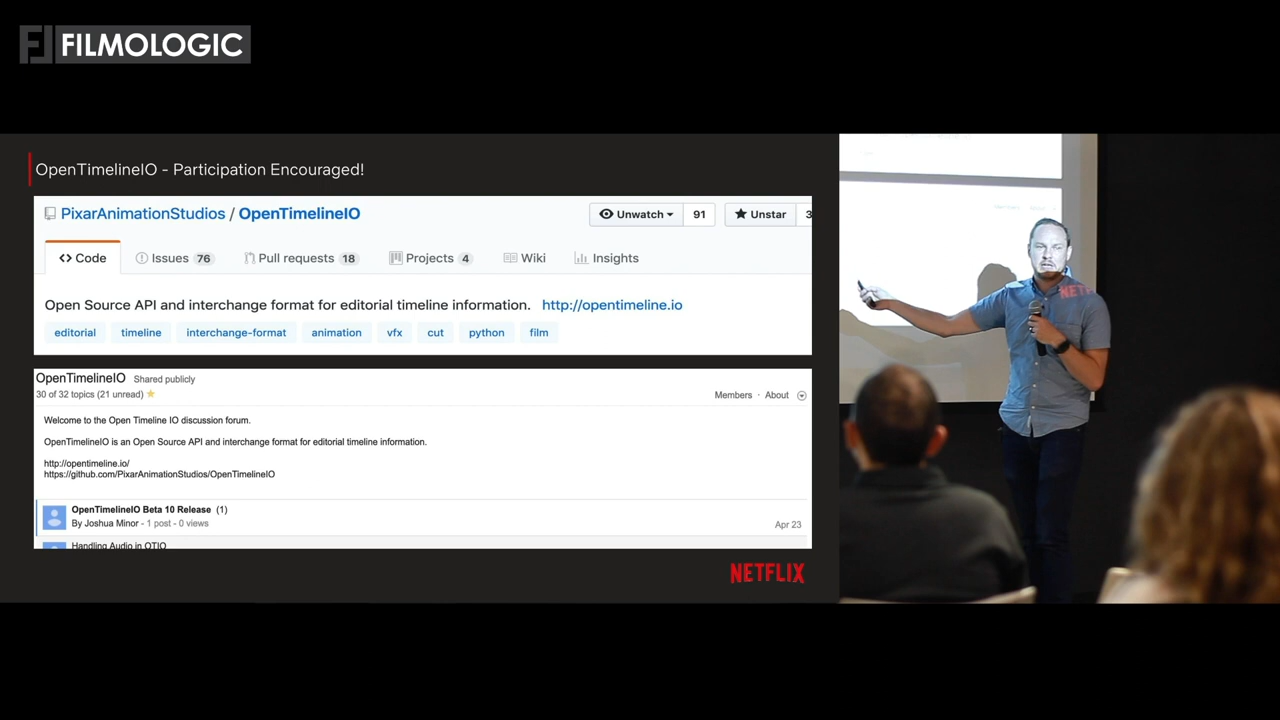 FILMOLOGIC
OpenTimelineIO - Participation Encouraged!
PixarAnimationStudios / OpenTimelineIO
Unwatch 91 Unstar
Code Issues 76 Pull requests 18 Projects 4 Wiki Insights
Open Source API and interchange format for editorial timeline information. http://opentimeline.io
editorial timeline interchange-format animation vfx cut python film
OpenTimelineIO Shared publicly
30 of 32 topics (21 unread)
Members · About
Welcome to the Open Timeline IO discussion forum.
OpenTimelineIO is an Open Source API and interchange format for editorial timeline information.
http://opentimeline.io/
https://github.com/PixarAnimationStudios/OpenTimelineIO
OpenTimelineIO Beta 10 Release (1)
By Joshua Minor - 1 post - 0 views
Apr 23
Handling Audio in OTIO
NETFLIX
NETF